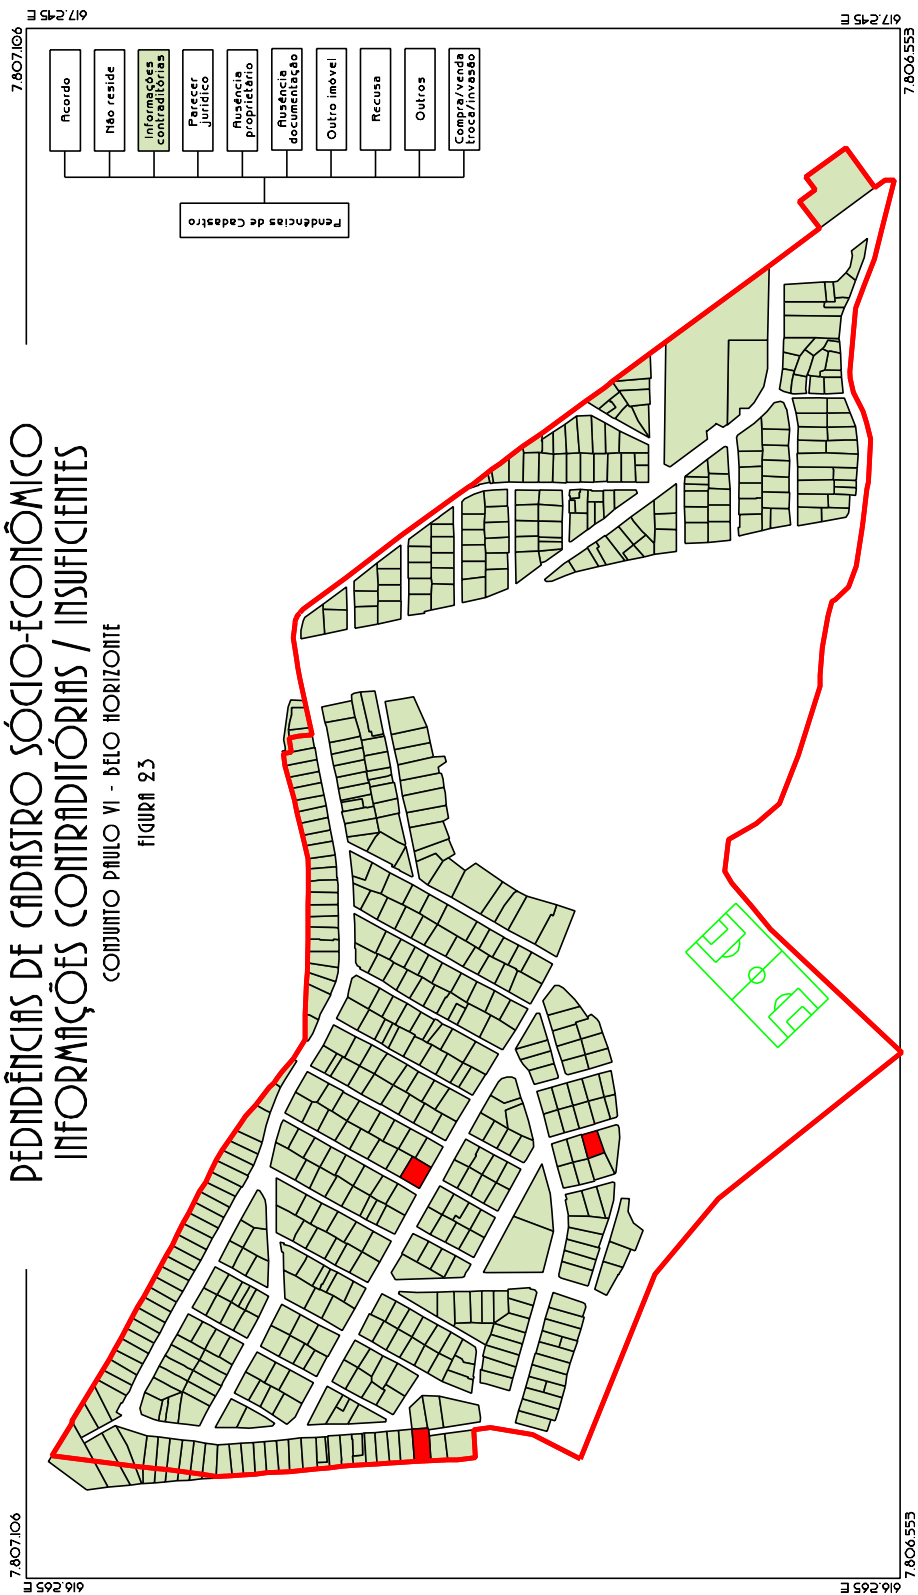 PEDNDÊNCIAS DE CADASTRO SÓCIO-ECONÔMICO
INFORMAÇÕES CONTRADITÓRIAS / INSUFICIENTES
CONJUNTO PAULO VI - BELO HORIZONTE
FIGURA 23
Pendências de Cadastro
Acordo
Não reside
Informações
contraditórias
Parecer
jurídico
Ausência
proprietário
Ausência
documentação
Outro imóvel
Recusa
Outros
Compra/venda
troca/invasão
7.807.106
617.245 E
617.245 E
7.806.553
7.807.106
616.265 E
616.265 E
7.806.553